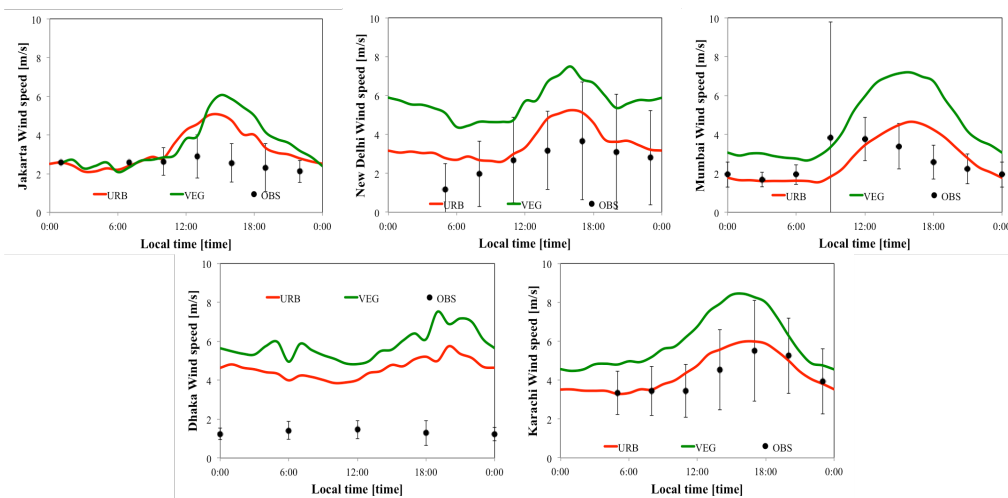 Jakarta Wind speed [m/s]
10
8
6
4
2
0
URB VEG OBS
0:00 6:00 12:00 18:00 0:00
Local time [time]
New Delhi Wind speed [m/s]
10
8
6
4
2
0
URB VEG OBS
0:00 6:00 12:00 18:00 0:00
Local time [time]
Mumbai Wind speed [m/s]
10
8
6
4
2
0
URB VEG OBS
0:00 6:00 12:00 18:00 0:00
Local time [time]
Dhaka Wind speed [m/s]
10
8
6
4
2
0
URB VEG OBS
0:00 6:00 12:00 18:00 0:00
Local time [time]
Karachi Wind speed [m/s]
10
8
6
4
2
0
URB VEG OBS
0:00 6:00 12:00 18:00 0:00
Local time [time]